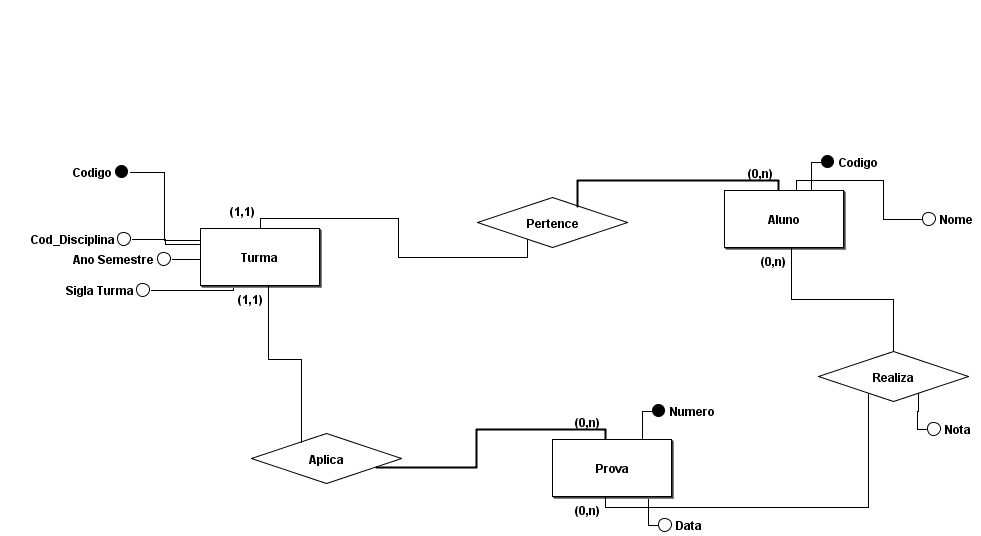 Codigo
(0,n)
Codigo
(1,1)
Pertence
Aluno
Nome
Cod_Disciplina
Ano Semestre
Turma
(0,n)
Sigla Turma
(1,1)
Realiza
Numero
(0,n)
Nota
Aplica
Prova
(0,n)
Data